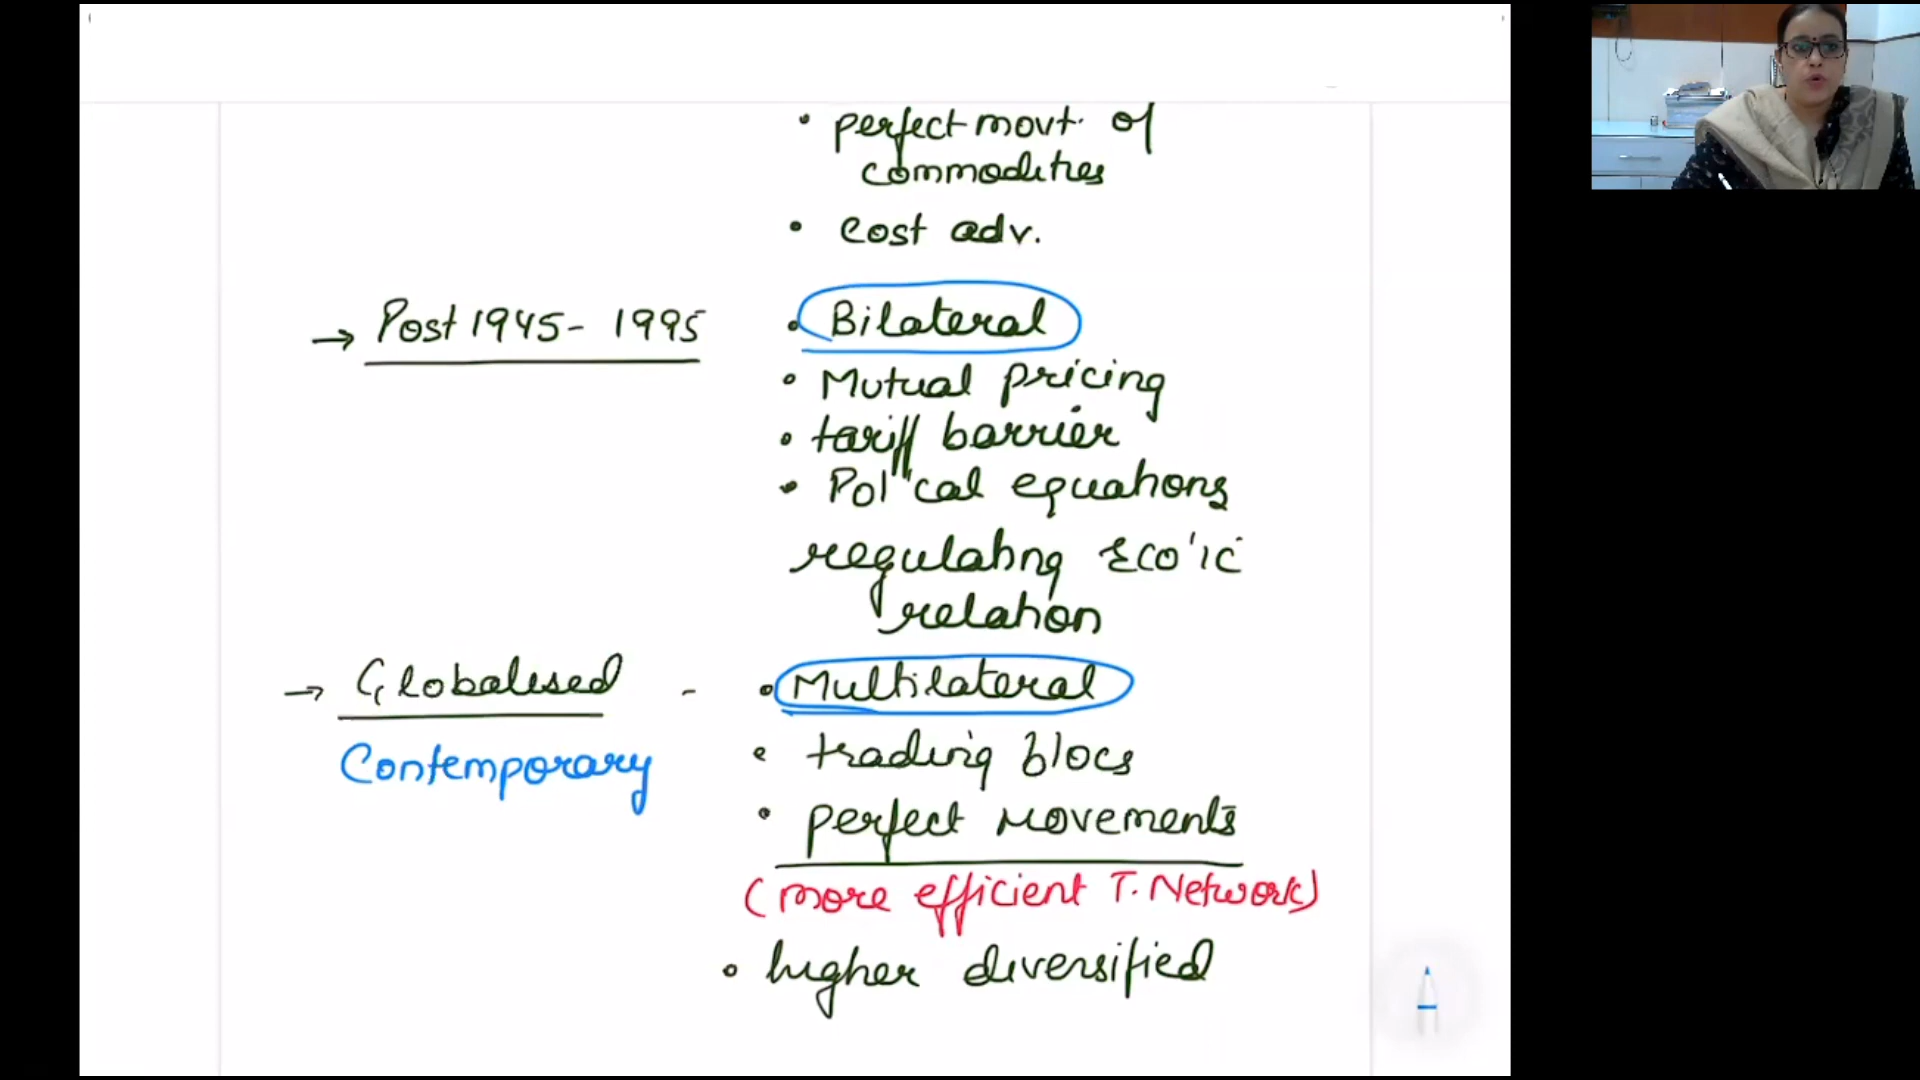 • perfect movt. of
commodities
• Cost adv.
→ Post 1945 - 1995 • Bilateral
• Mutual pricing
• tariff barrier
• Pol"cal equations
regulating Eco'ic
relation
→ Globalised - • Multilateral
Contemporary • trading blocs
• perfect movements
(more efficient T. Network)
• higher diversified